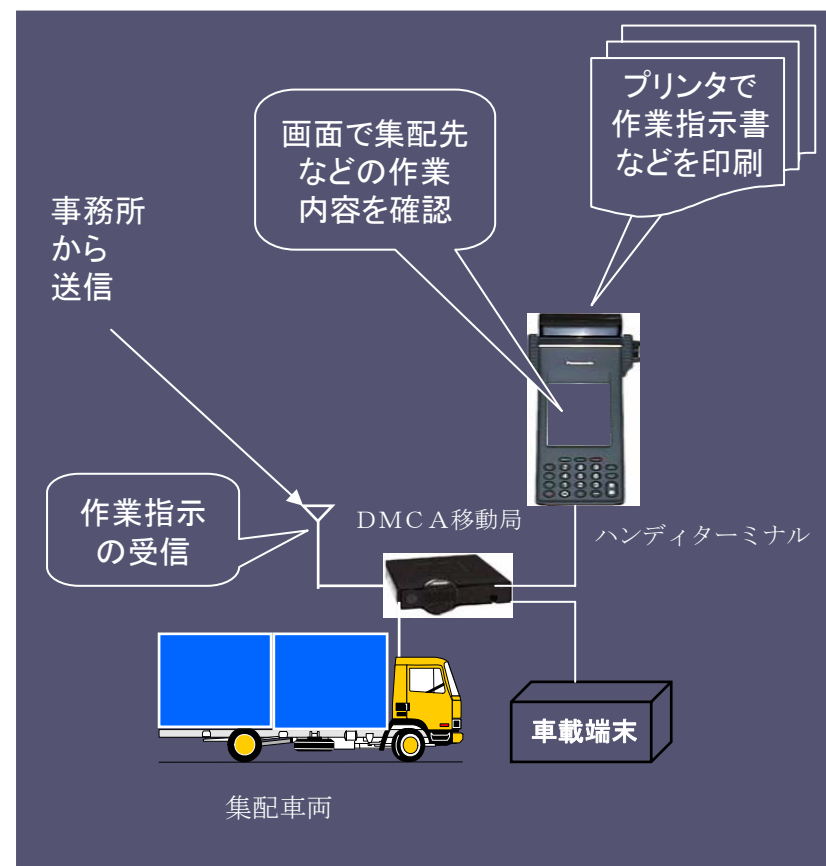 プリンタで
作業指示書
などを印刷
画面で集配先
などの作業
内容を確認
事務所
から
送信
作業指示
の受信
ＤＭＣＡ移動局
ハンディターミナル
車載端末
集配車両